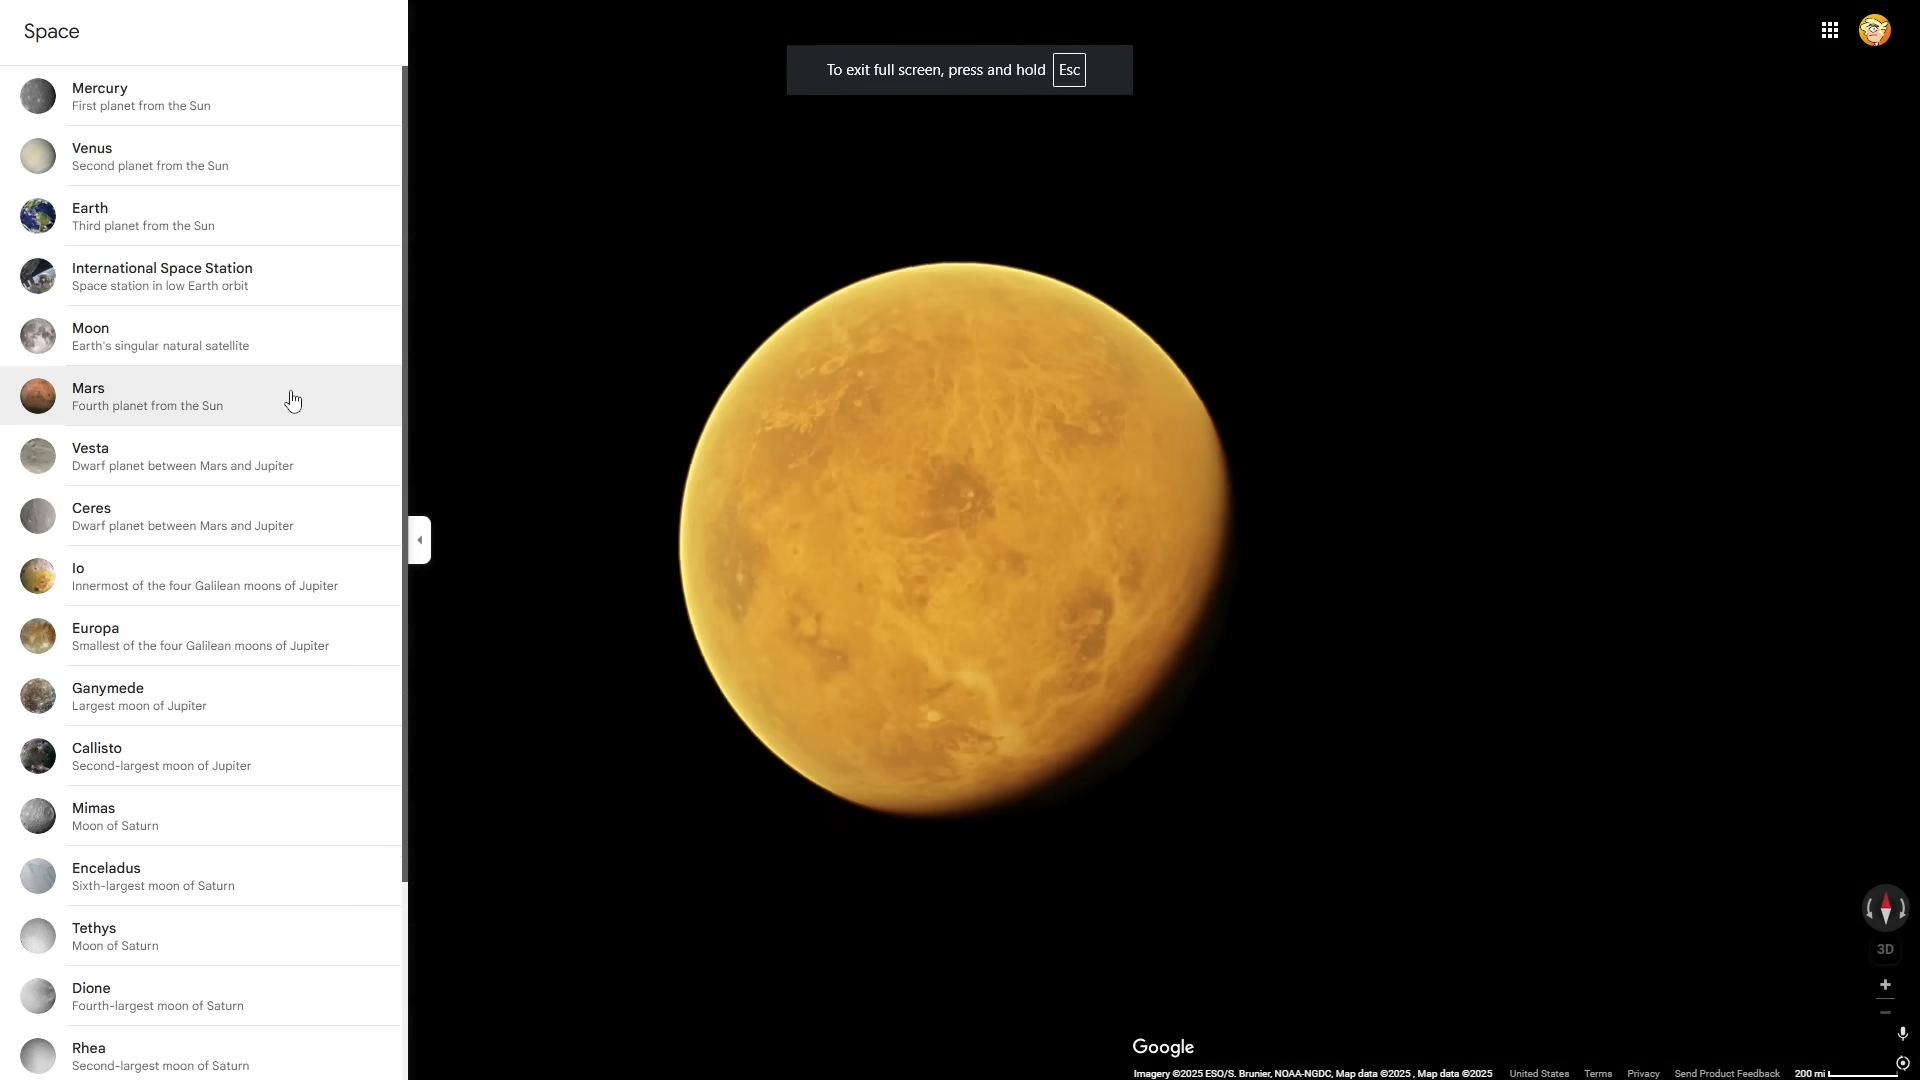 Space
Mercury
First planet from the Sun
Venus
Second planet from the Sun
Earth
Third planet from the Sun
International Space Station
Space station in low Earth orbit
Moon
Earth's singular natural satellite
Mars
Fourth planet from the Sun
Vesta
Dwarf planet between Mars and Jupiter
Ceres
Dwarf planet between Mars and Jupiter
Io
Innermost of the four Galilean moons of Jupiter
Europa
Smallest of the four Galilean moons of Jupiter
Ganymede
Largest moon of Jupiter
Callisto
Second-largest moon of Jupiter
Mimas
Moon of Saturn
Enceladus
Sixth-largest moon of Saturn
Tethys
Moon of Saturn
Dione
Fourth-largest moon of Saturn
Rhea
Second-largest moon of Saturn
To exit full screen, press and hold Esc
3D
Google
Imagery ©2025 ESO/S. Brunier, NOAA-NGDC, Map data ©2025 , Map data ©2025 United States Terms Privacy Send Product Feedback 200 mi